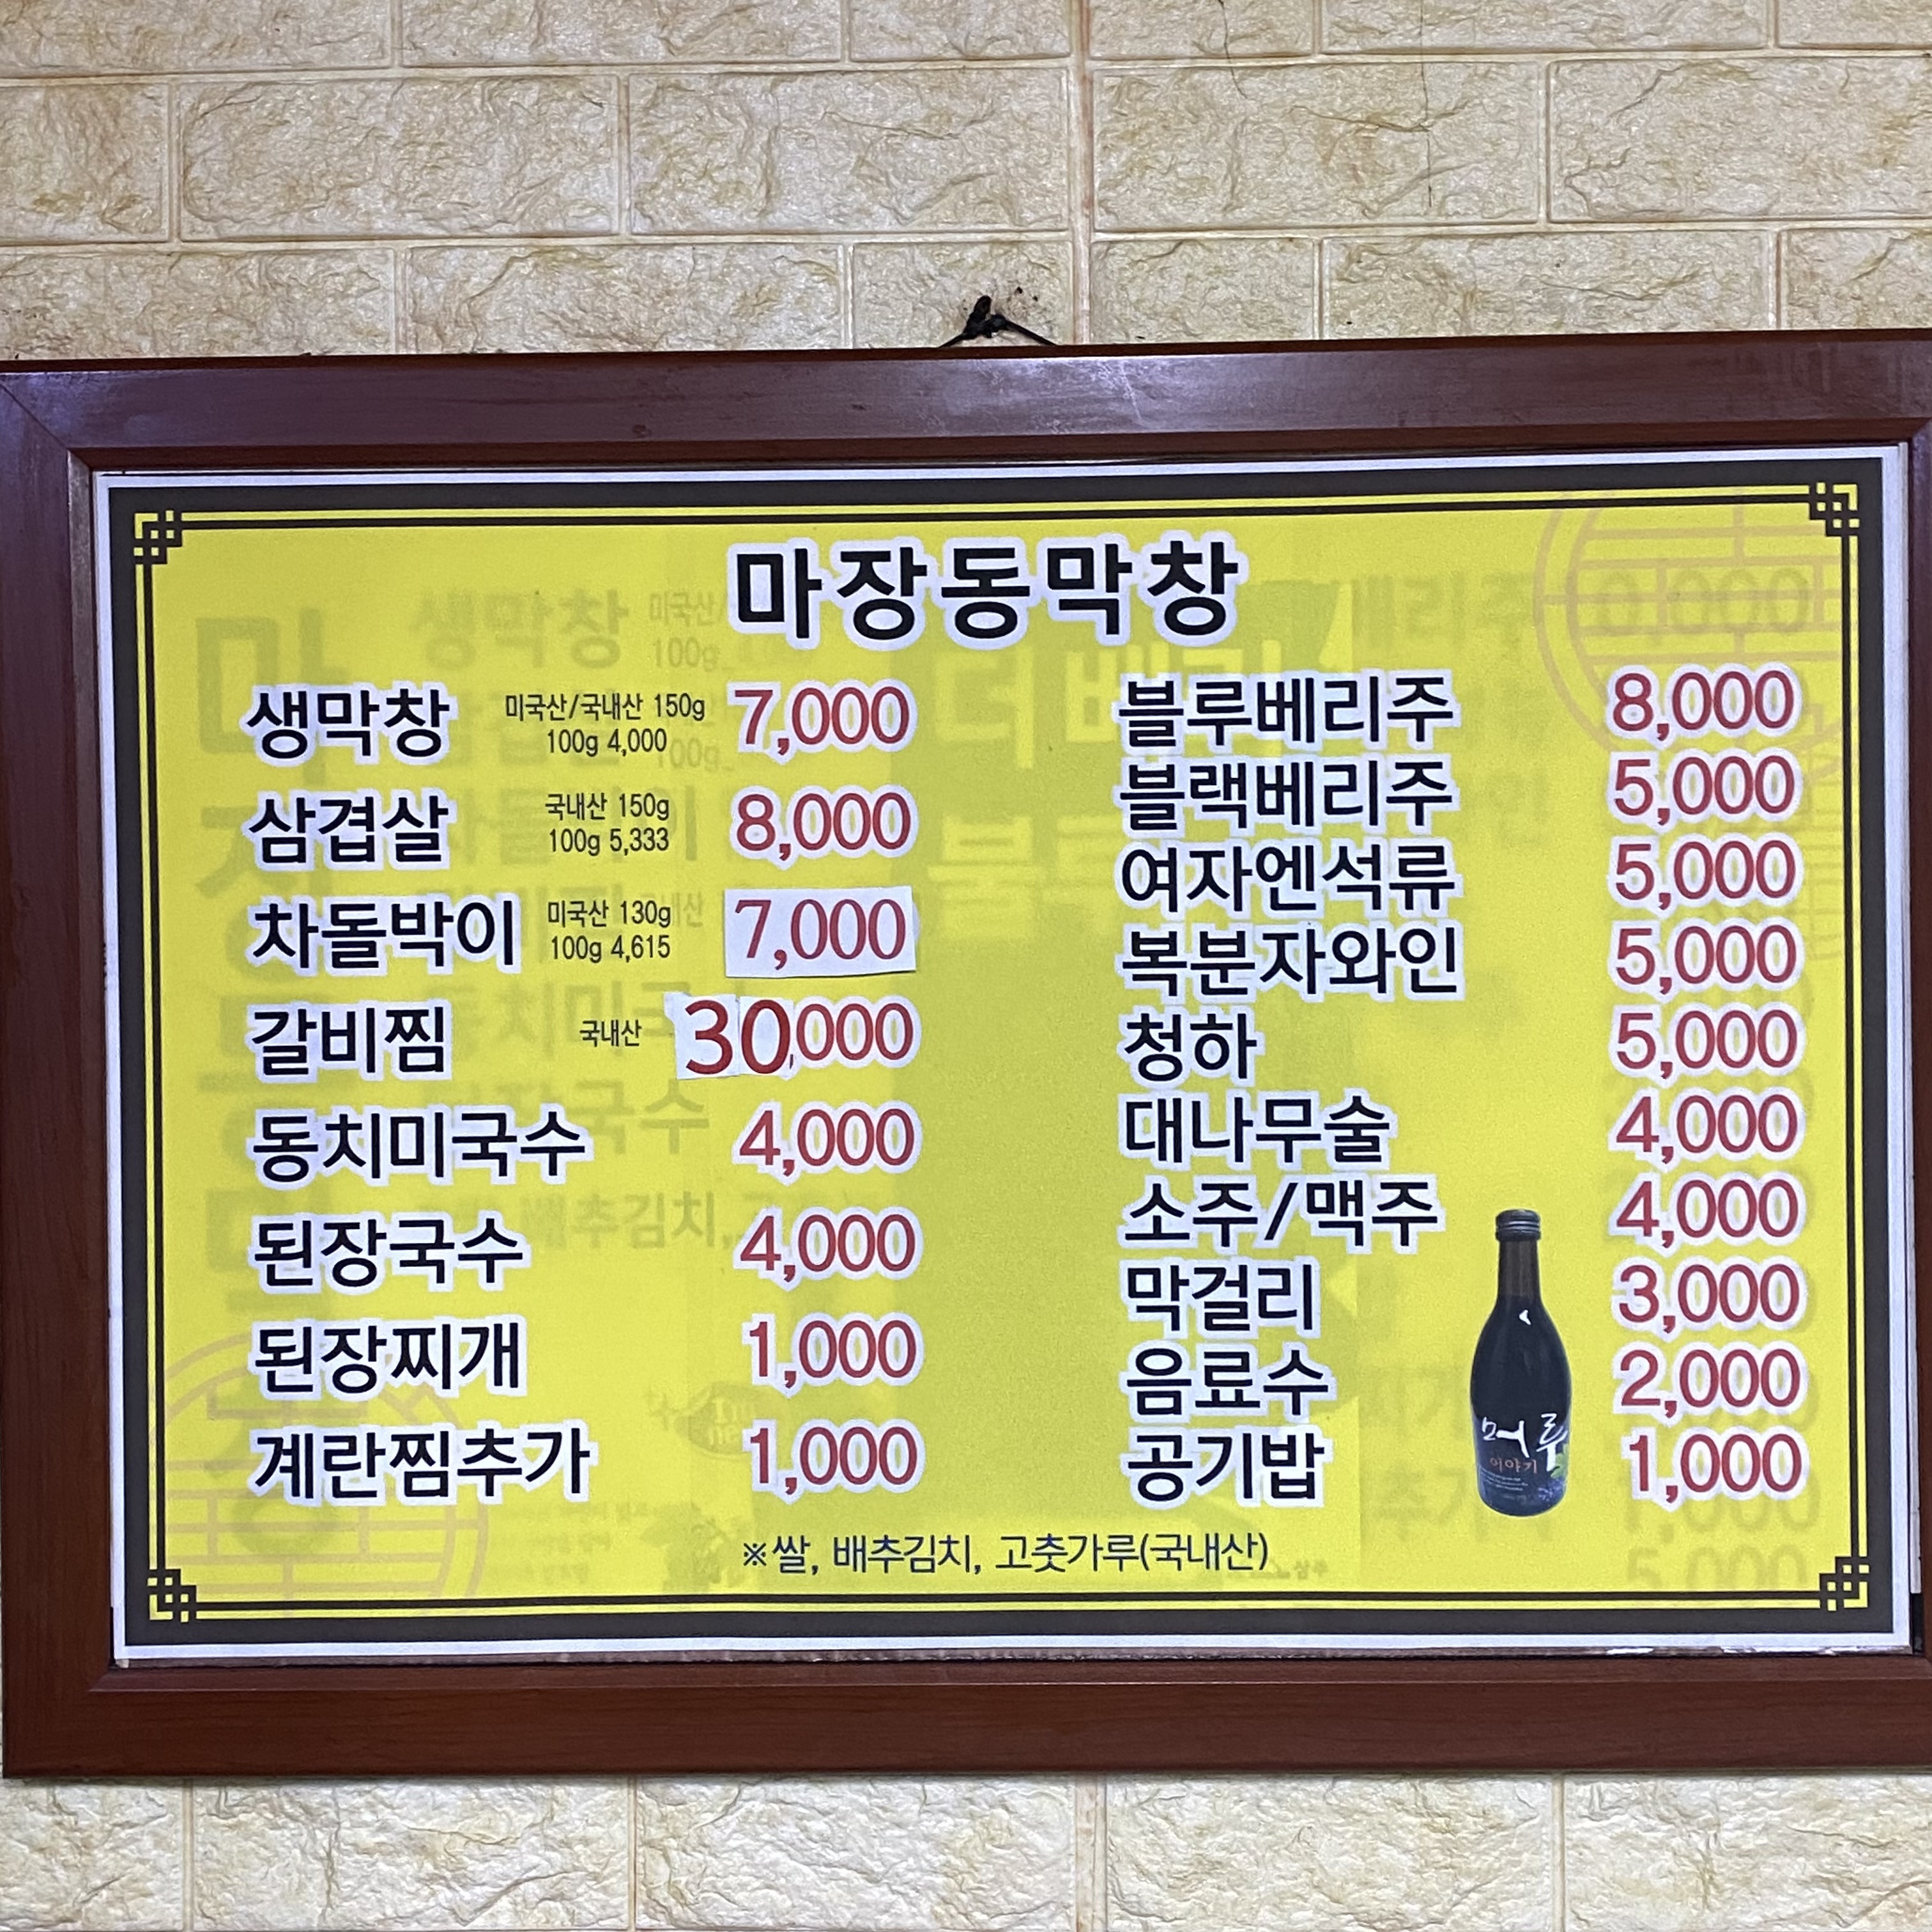 마장동막창
생막창 미국산/국내산 150g 7,000
100g 4,000
삼겹살 국내산 150g 8,000
100g 5,333
차돌박이 미국산 130g 7,000
100g 4,615
갈비찜 국내산 30,000
동치미국수 4,000
된장국수 4,000
된장찌개 1,000
계란찜추가 1,000
블루베리주 8,000
블랙베리주 5,000
여자엔석류 5,000
복분자와인 5,000
청하 5,000
대나무술 4,000
소주/맥주 4,000
막걸리 3,000
음료수 2,000
공기밥 1,000
머루
이야기
※쌀, 배추김치, 고춧가루(국내산)